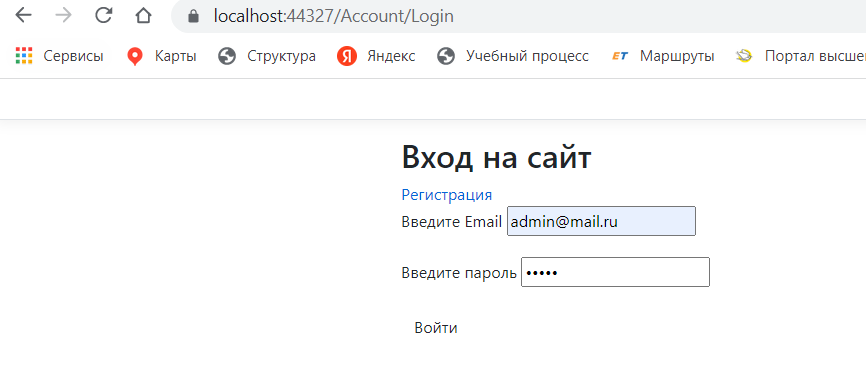 localhost:44327/Account/Login
Сервисы Карты Структура Я Яндекс Учебный процесс ET Маршруты Портал высше
Вход на сайт
Регистрация
Введите Email admin@mail.ru
Введите пароль •••••
Войти